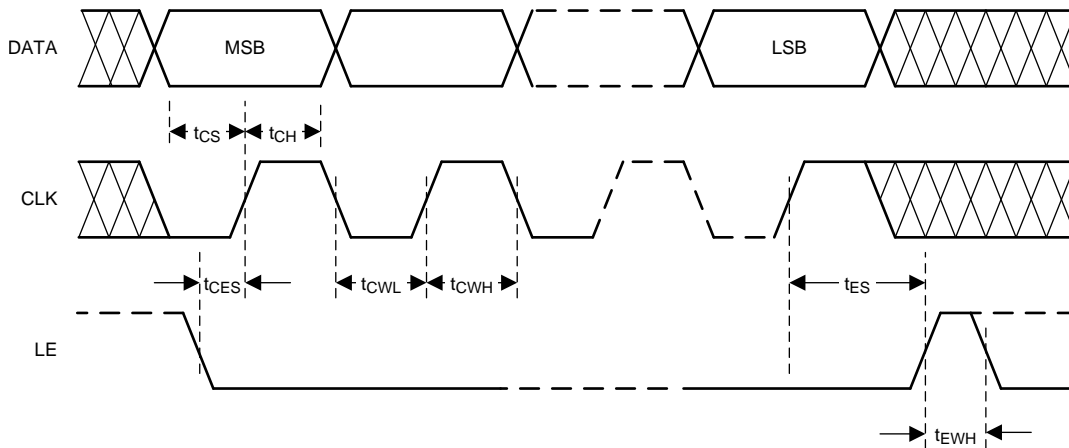 DATA
MSB
LSB
tCS
tCH
CLK
tCES
tCWL
tCWH
tES
LE
tEWH